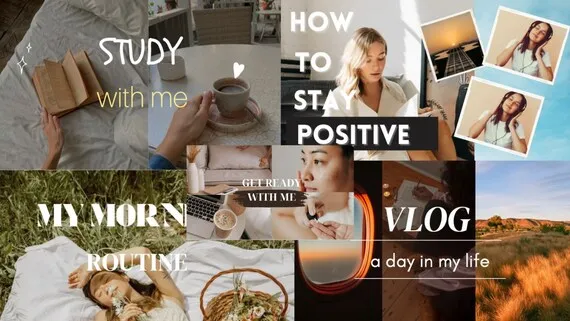 STUDY
with me
HOW
TO
STAY
POSITIVE
GET READY
WITH ME
MY MORN
ROUTINE
VLOG
a day in my life